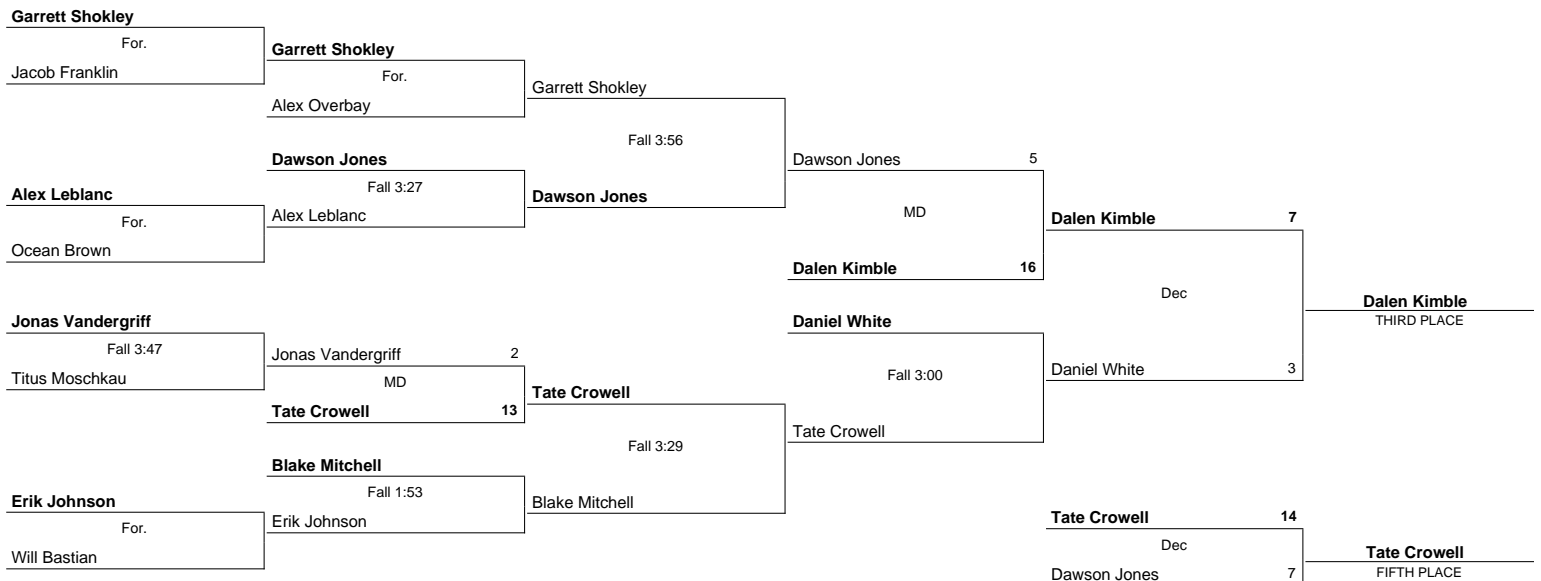 Garrett Shokley
For.
Jacob Franklin
Alex Leblanc
For.
Ocean Brown
Jonas Vandergriff
Fall 3:47
Titus Moschkau
Erik Johnson
For.
Will Bastian
Garrett Shokley
For.
Alex Overbay
Dawson Jones
Fall 3:27
Alex Leblanc
Jonas Vandergriff 2
MD
Tate Crowell 13
Blake Mitchell
Fall 1:53
Erik Johnson
Garrett Shokley
Fall 3:56
Dawson Jones
Tate Crowell
Fall 3:29
Blake Mitchell
Dawson Jones 5
MD
Dalen Kimble 16
Daniel White
Fall 3:00
Tate Crowell
Dalen Kimble 7
Dec
Daniel White 3
Dalen Kimble
THIRD PLACE
Tate Crowell 14
Dec
Dawson Jones 7
Tate Crowell
FIFTH PLACE